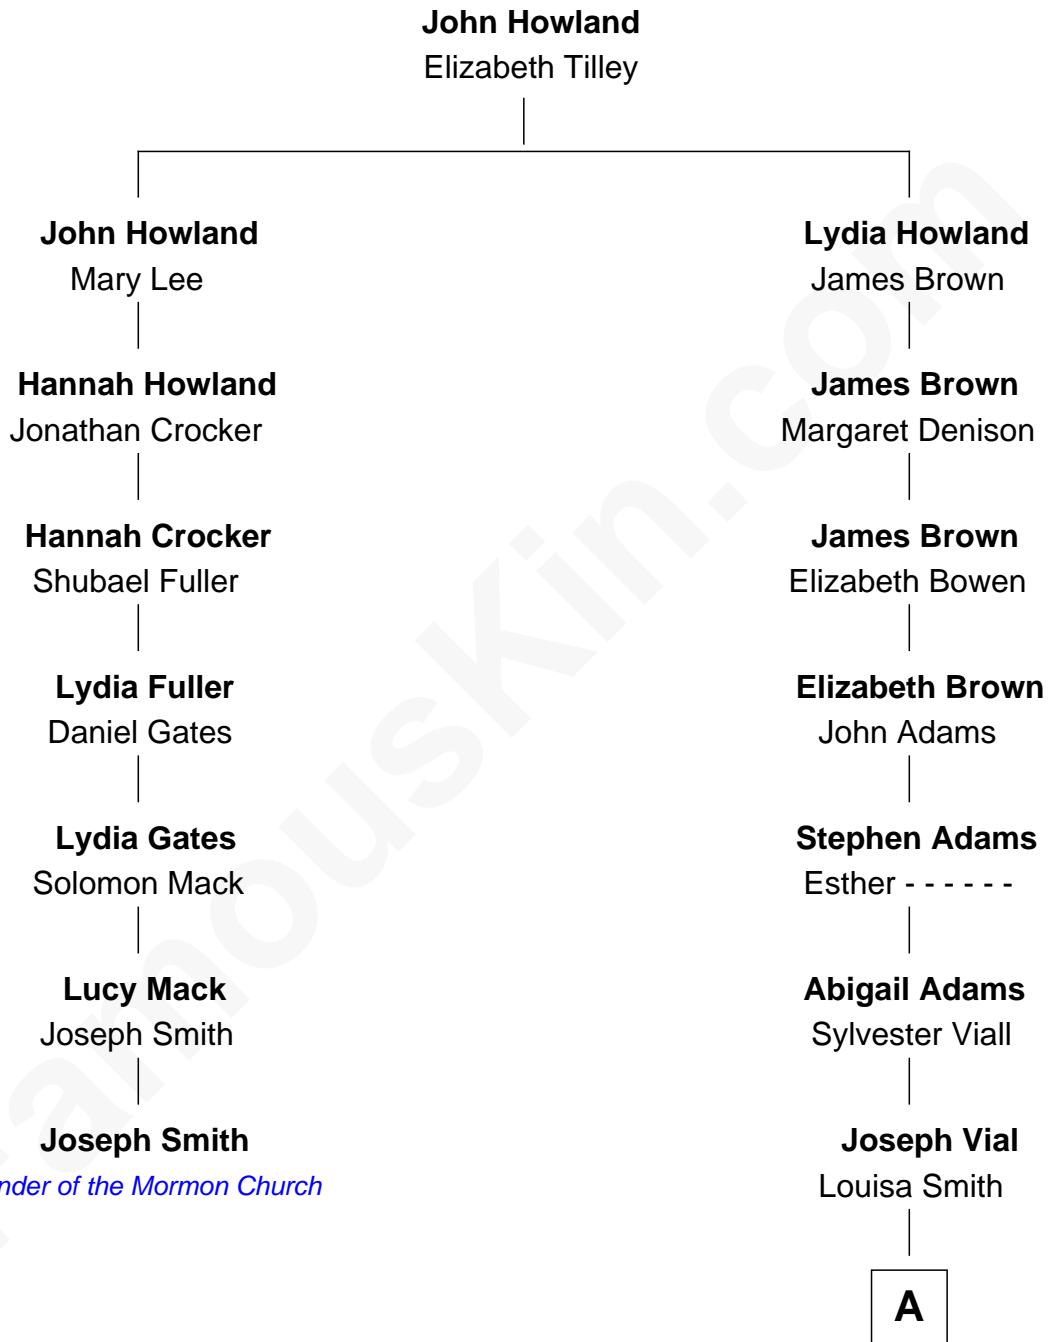 John Howland
Elizabeth Tilley
John Howland
Mary Lee
Lydia Howland
James Brown
Hannah Howland
Jonathan Crocker
James Brown
Margaret Denison
Hannah Crocker
Shubael Fuller
James Brown
Elizabeth Bowen
Lydia Fuller
Daniel Gates
Elizabeth Brown
John Adams
Lydia Gates
Solomon Mack
Stephen Adams
Esther - - - - - -
Lucy Mack
Joseph Smith
Abigail Adams
Sylvester Viall
Joseph Smith
nder of the Mormon Church
Joseph Vial
Louisa Smith
A
FamousKin.com